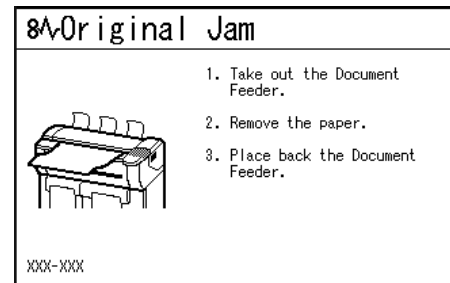 Original Jam
1. Take out the Document
Feeder.
2. Remove the paper.
3. Place back the Document
Feeder.
XXX-XXX